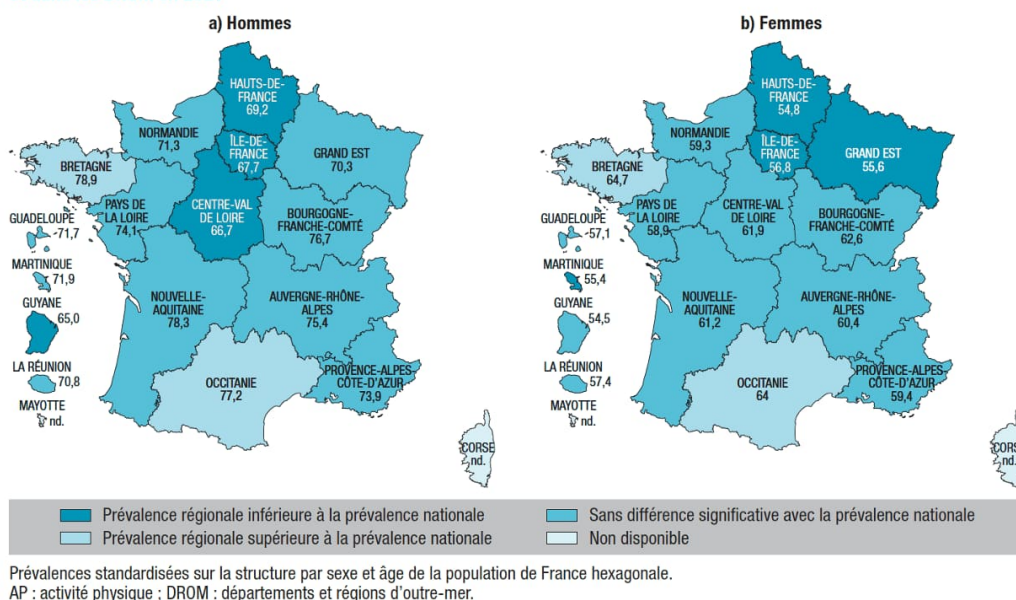 a) Hommes
HAUTS-DE-
FRANCE
69,2
NORMANDIE
71,3
ÎLE-DE-
FRANCE
67,7
GRAND EST
70,3
BRETAGNE
78,9
PAYS DE
LA LOIRE
74,1
CENTRE-VAL
DE LOIRE
66,7
BOURGOGNE-
FRANCHE-COMTÉ
76,7
GUADELOUPE
71,7
MARTINIQUE
71,9
GUYANE
65,0
LA RÉUNION
70,8
MAYOTTE
nd.
NOUVELLE-
AQUITAINE
78,3
AUVERGNE-RHÔNE-
ALPES
75,4
OCCITANIE
77,2
PROVENCE-ALPES
CÔTE-D'AZUR
73,9
CORSE
nd.
b) Femmes
HAUTS-DE-
FRANCE
54,8
NORMANDIE
59,3
ÎLE-DE-
FRANCE
56,8
GRAND EST
55,6
BRETAGNE
64,7
PAYS DE
LA LOIRE
58,9
CENTRE-VAL
DE LOIRE
61,9
BOURGOGNE-
FRANCHE-COMTÉ
62,6
GUADELOUPE
57,1
MARTINIQUE
55,4
GUYANE
54,5
LA RÉUNION
57,4
MAYOTTE
nd.
NOUVELLE-
AQUITAINE
61,2
AUVERGNE-RHÔNE-
ALPES
60,4
OCCITANIE
64
PROVENCE-ALPES
CÔTE-D'AZUR
59,4
CORSE
nd.
Prévalence régionale inférieure à la prévalence nationale
Sans différence significative avec la prévalence nationale
Prévalence régionale supérieure à la prévalence nationale
Non disponible
Prévalences standardisées sur la structure par sexe et âge de la population de France hexagonale.
AP : activité physique ; DROM : départements et régions d'outre-mer.